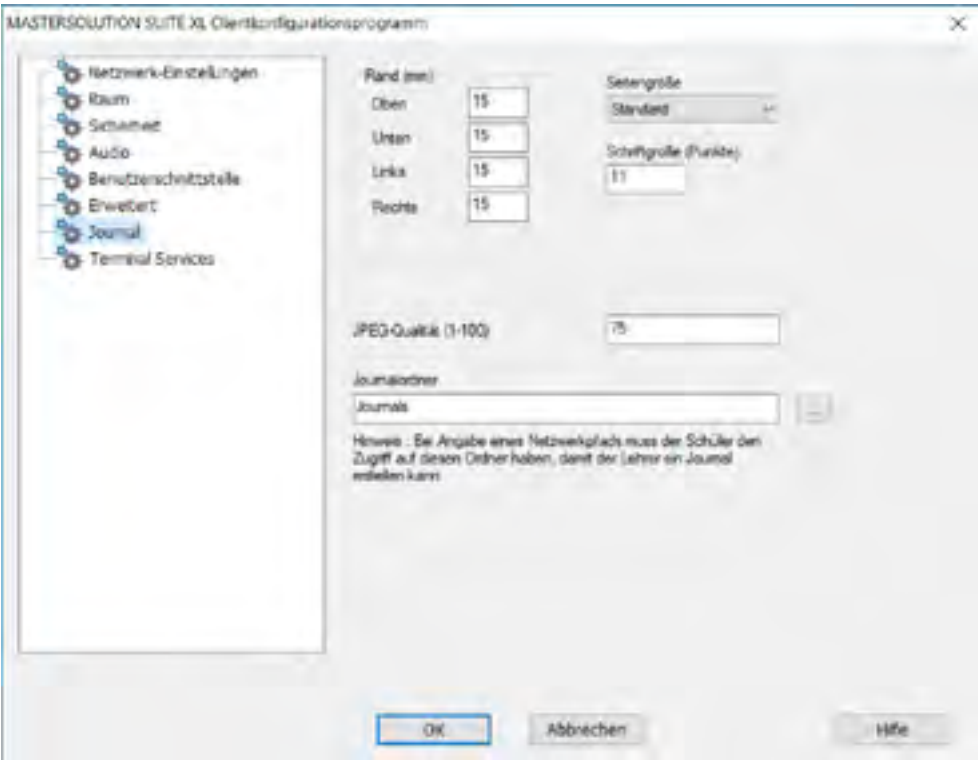 MASTERSOLUTION SUITE XL Clientkonfigurationsprogramm
Netzwerk-Einstellungen
Raum
Sicherheit
Audio
Benutzerschnittstelle
Erweitert
Journal
Terminal Services
Rand (mm)
Oben 15
Unten 15
Links 15
Rechts 15
Seitengröße
Standard
Schriftgröße (Punkte)
11
JPEG-Qualität (1-100) 75
Journalordner
Journals
...
Hinweis : Bei Angabe eines Netzwerkpfads muss der Schüler den
Zugriff auf diesen Ordner haben, damit der Lehrer ein Journal
erstellen kann
OK Abbrechen Hilfe